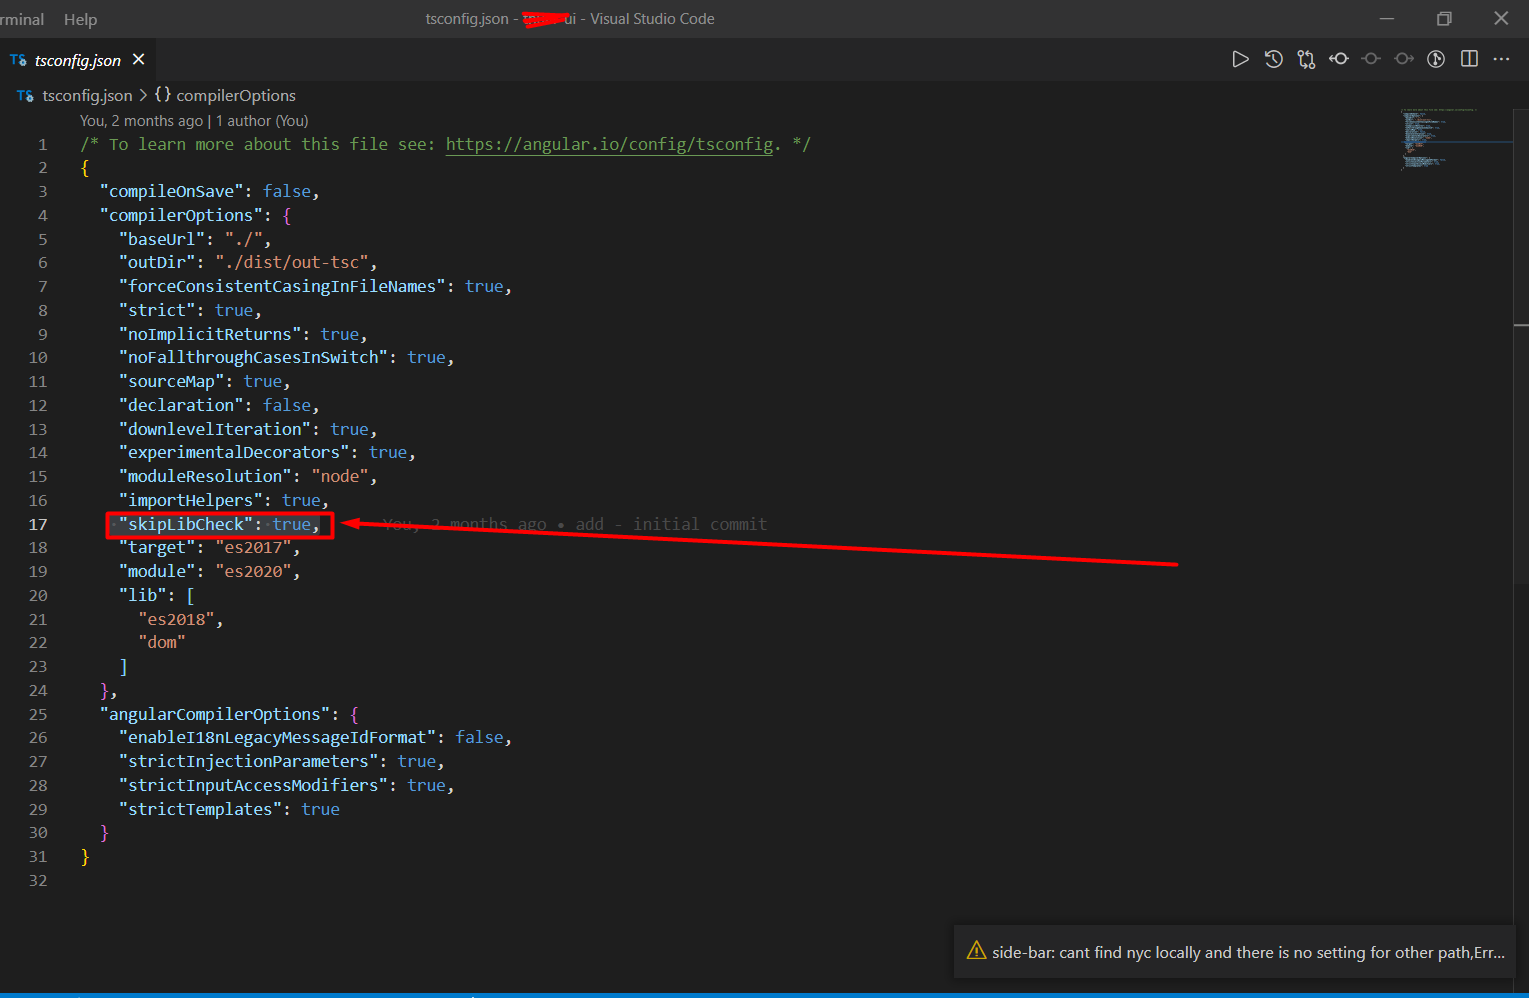 rminal Help tsconfig.json - ui - Visual Studio Code
TS tsconfig.json
TS tsconfig.json > {} compilerOptions
You, 2 months ago | 1 author (You)
1 /* To learn more about this file see: https://angular.io/config/tsconfig. */
2 {
3 "compileOnSave": false,
4 "compilerOptions": {
5 "baseUrl": "./",
6 "outDir": "./dist/out-tsc",
7 "forceConsistentCasingInFileNames": true,
8 "strict": true,
9 "noImplicitReturns": true,
10 "noFallthroughCasesInSwitch": true,
11 "sourceMap": true,
12 "declaration": false,
13 "downlevelIteration": true,
14 "experimentalDecorators": true,
15 "moduleResolution": "node",
16 "importHelpers": true,
17 "skipLibCheck": true, You, 2 months ago • add - initial commit
18 "target": "es2017",
19 "module": "es2020",
20 "lib": [
21 "es2018",
22 "dom"
23 ]
24 },
25 "angularCompilerOptions": {
26 "enableI18nLegacyMessageIdFormat": false,
27 "strictInjectionParameters": true,
28 "strictInputAccessModifiers": true,
29 "strictTemplates": true
30 }
31 }
32
side-bar: cant find nyc locally and there is no setting for other path,Err...